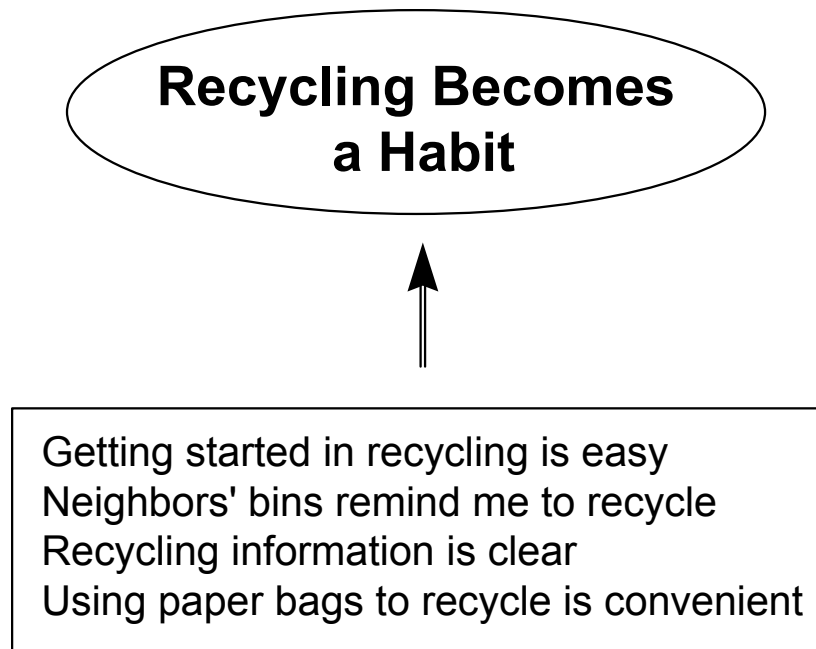 Recycling Becomes
a Habit
Getting started in recycling is easy
Neighbors' bins remind me to recycle
Recycling information is clear
Using paper bags to recycle is convenient